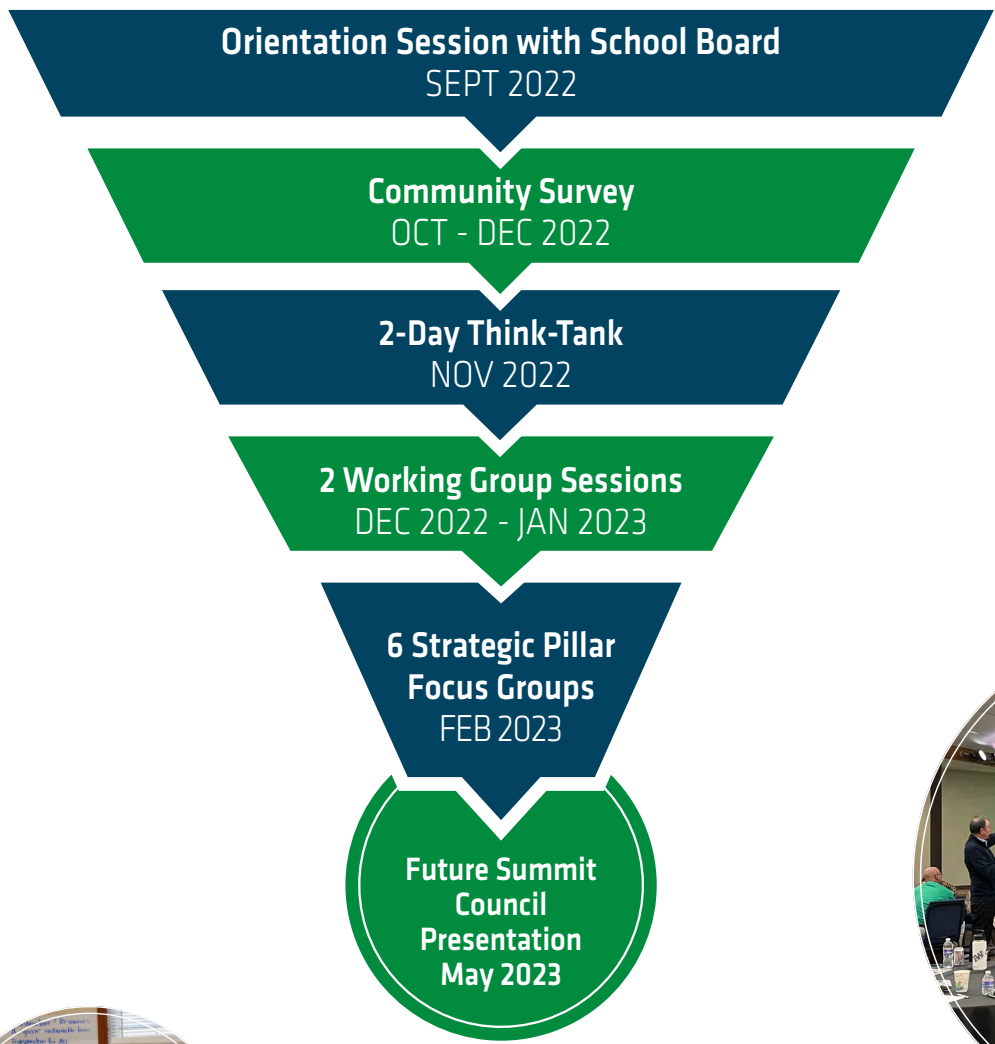 Orientation Session with School Board
SEPT 2022
Community Survey
OCT - DEC 2022
2-Day Think-Tank
NOV 2022
2 Working Group Sessions
DEC 2022 - JAN 2023
6 Strategic Pillar
Focus Groups
FEB 2023
Future Summit
Council
Presentation
May 2023